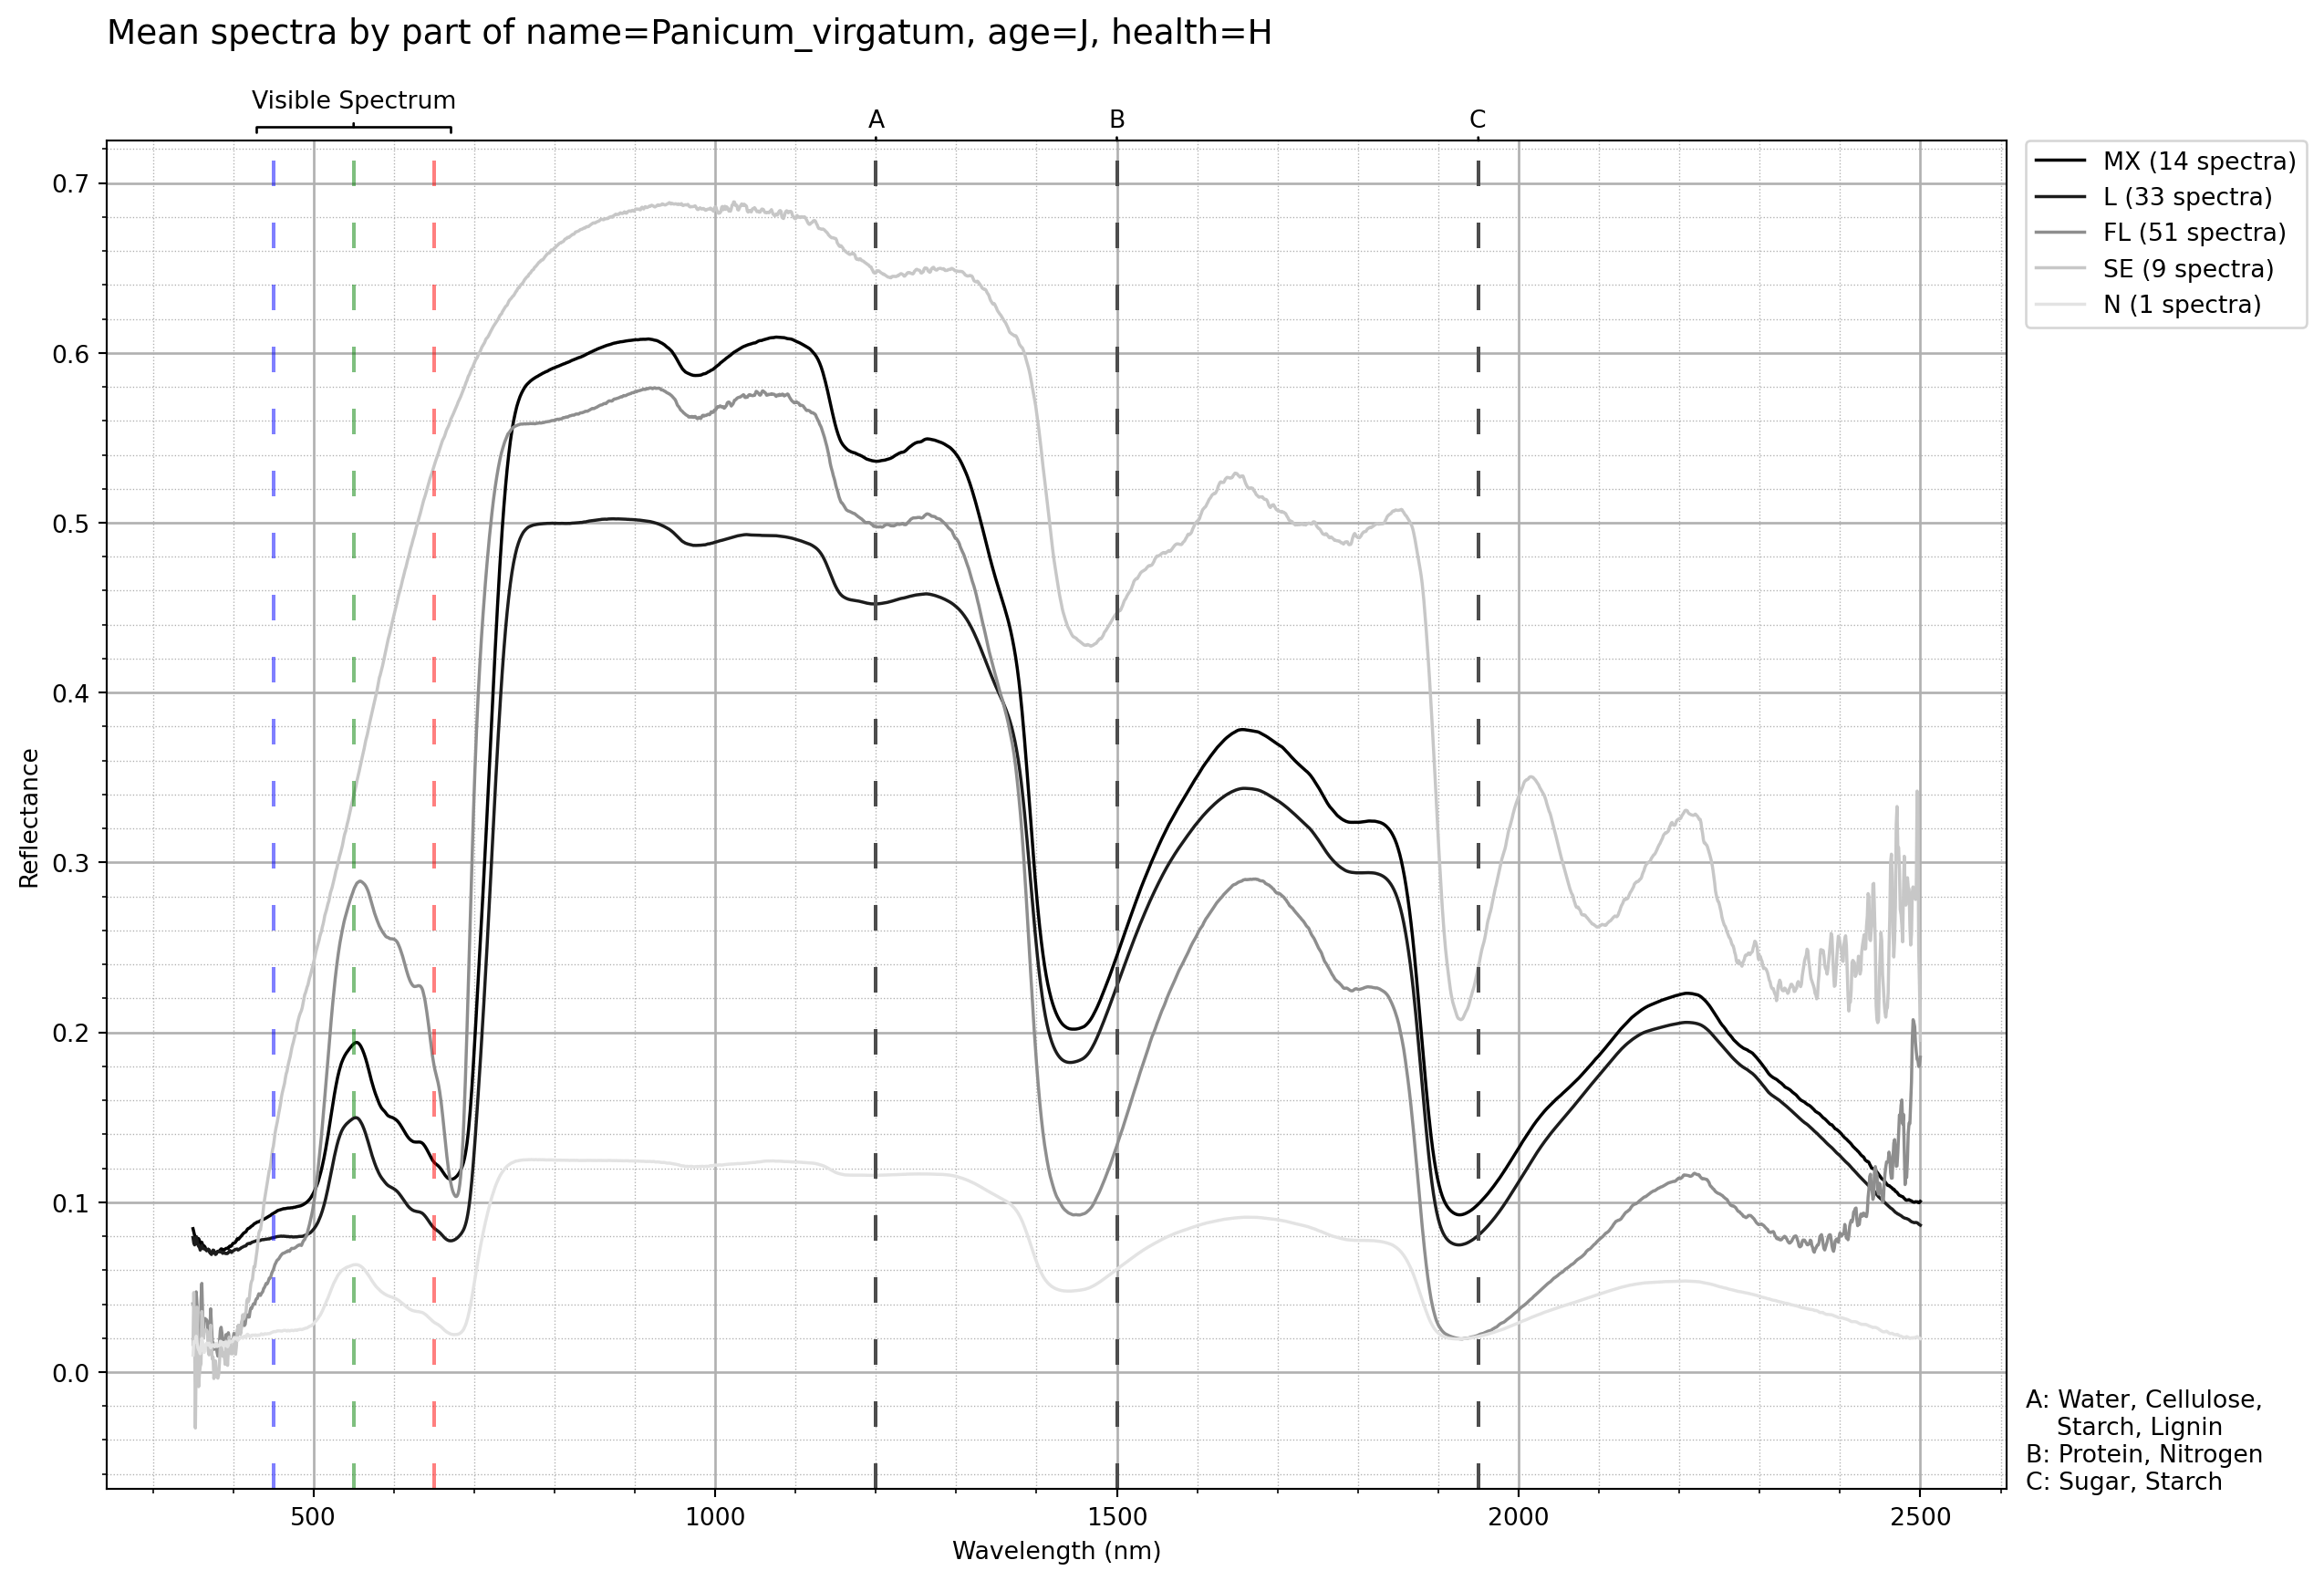 Mean spectra by part of name=Panicum_virgatum, age=J, health=H
Visible Spectrum
A
B
C
MX (14 spectra)
L (33 spectra)
FL (51 spectra)
SE (9 spectra)
N (1 spectra)
0.7
0.6
0.5
0.4
0.3
0.2
0.1
0.0
Reflectance
500
1000
1500
2000
2500
Wavelength (nm)
A: Water, Cellulose,
Starch, Lignin
B: Protein, Nitrogen
C: Sugar, Starch